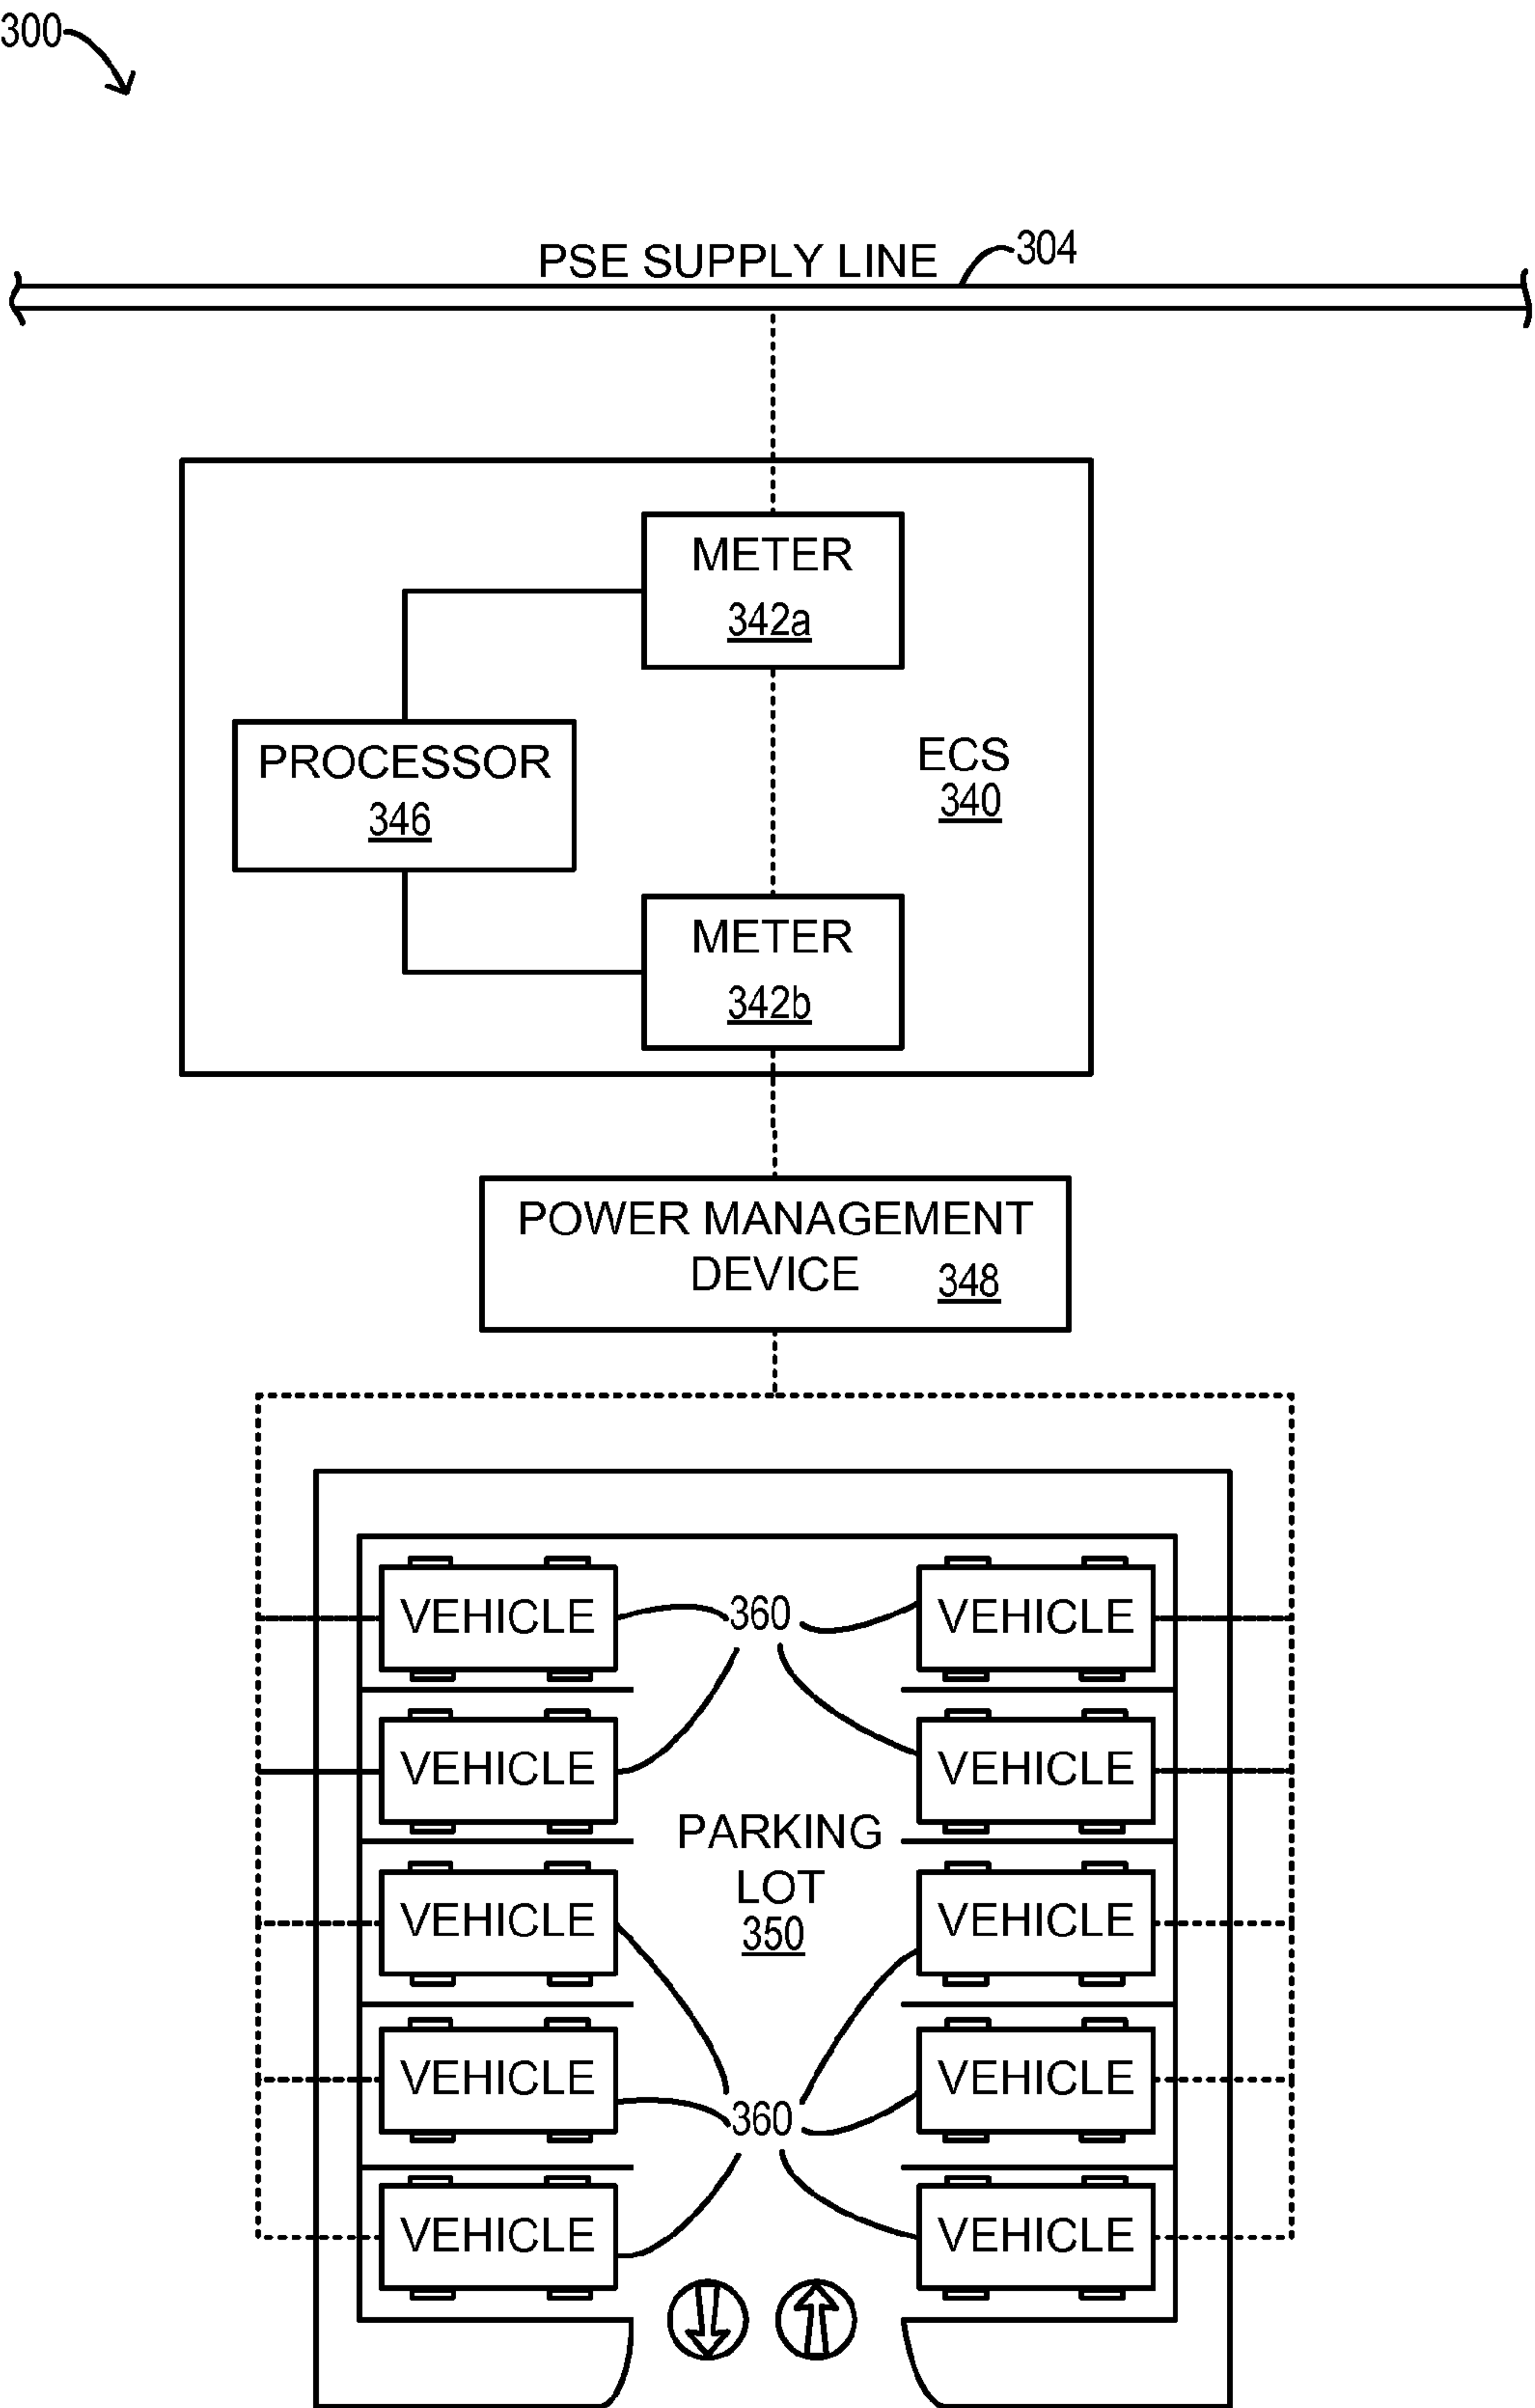 300
PSE SUPPLY LINE
304
METER
342a
PROCESSOR
346
ECS
340
METER
342b
POWER MANAGEMENT
DEVICE 348
VEHICLE 360 VEHICLE
VEHICLE VEHICLE
PARKING
LOT
350
VEHICLE VEHICLE
VEHICLE VEHICLE
360
VEHICLE VEHICLE